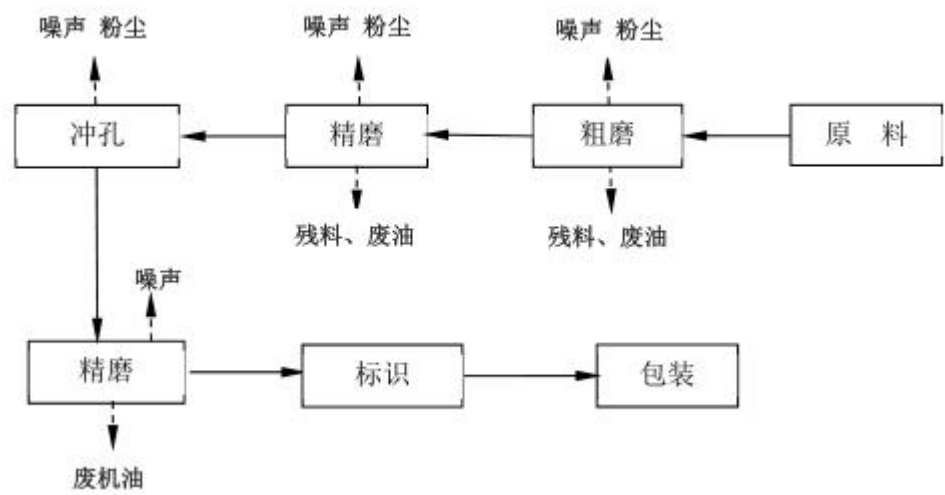 噪声 粉尘
噪声 粉尘
噪声 粉尘
冲孔
精磨
粗磨
原 料
残料、废油
残料、废油
噪声
精磨
标识
包装
废机油